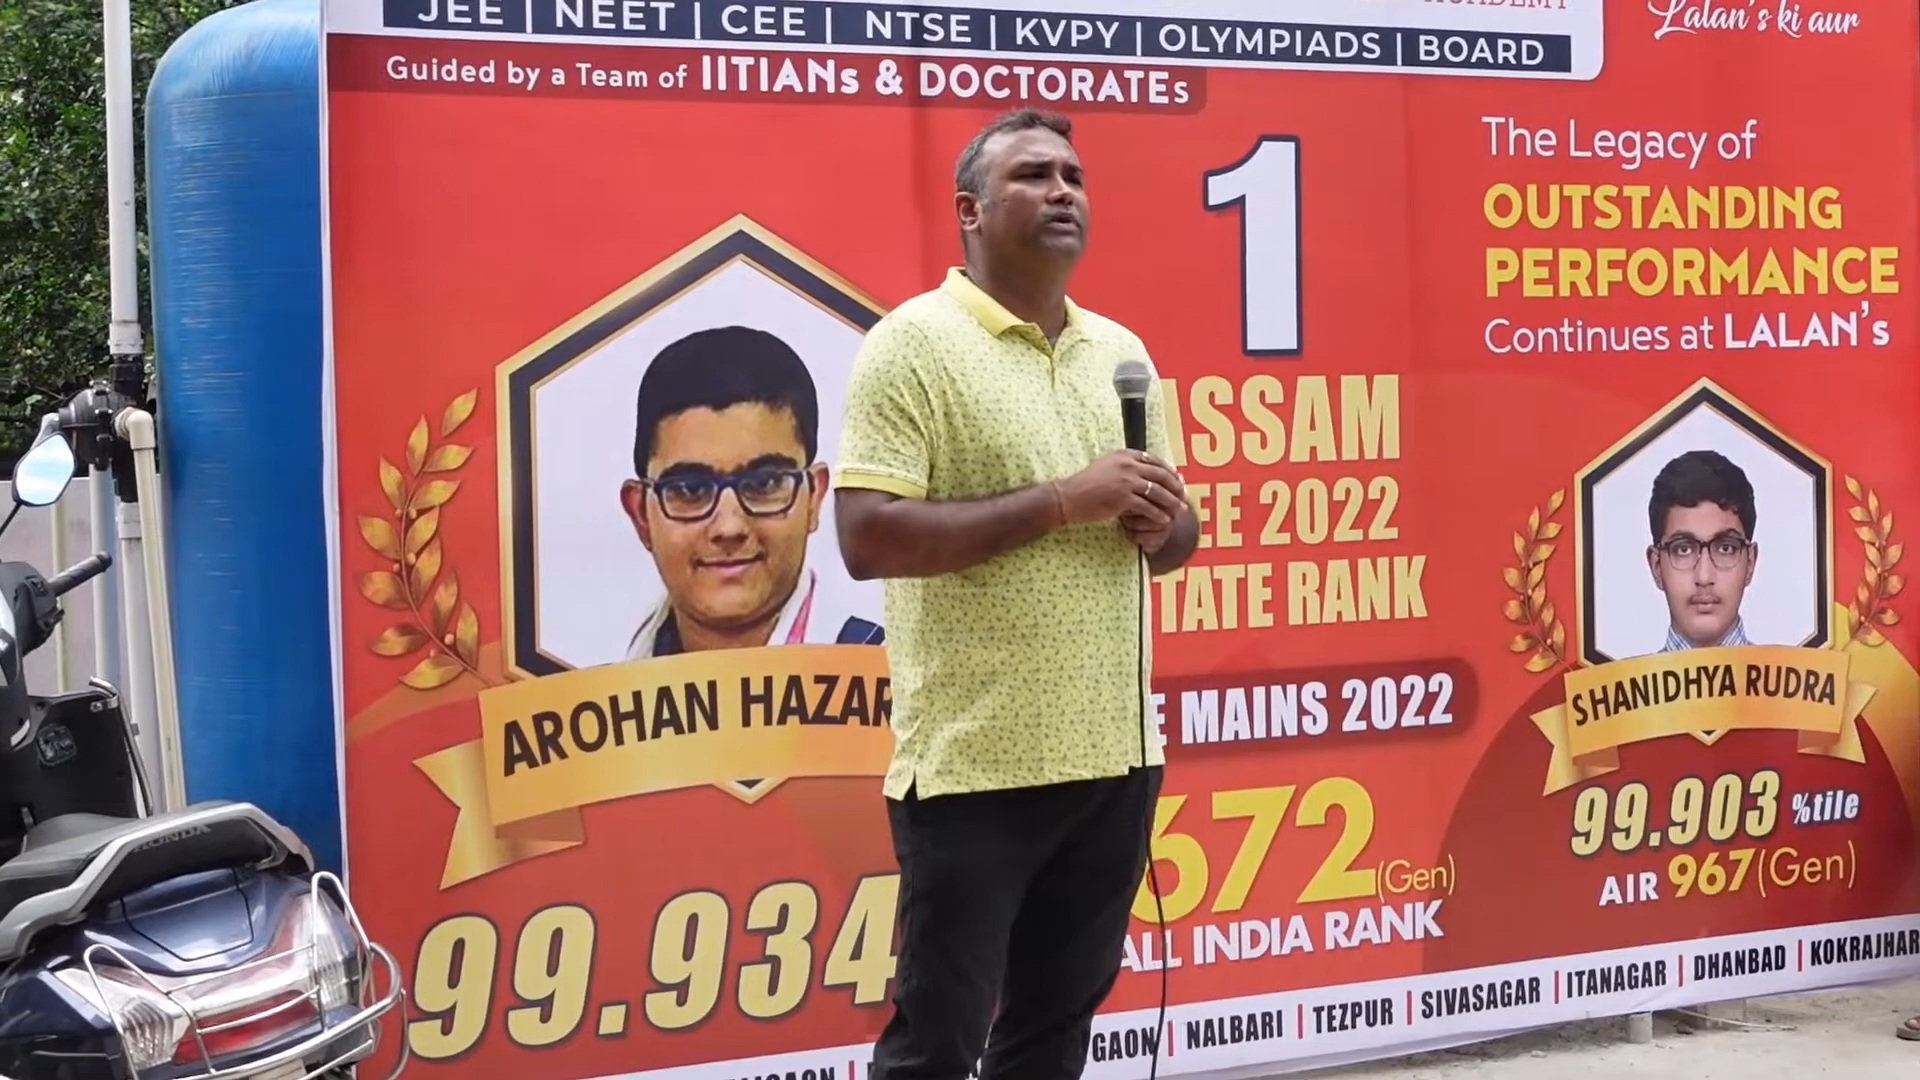 JEE | NEET | CEE | NTSE | KVPY | OLYMPIADS | BOARD
Guided by a Team of IITIANs & DOCTORATEs
Lalan's ki aur
The Legacy of
OUTSTANDING
PERFORMANCE
Continues at LALAN's
1
ASSAM
EE 2022
TATE RANK
E MAINS 2022
672 (Gen)
ALL INDIA RANK
AROHAN HAZAR
99.934
SHANIDHYA RUDRA
99.903 %tile
AIR 967 (Gen)
GAON | NALBARI | TEZPUR | SIVASAGAR | ITANAGAR | DHANBAD | KOKRAJHAR
HONDA